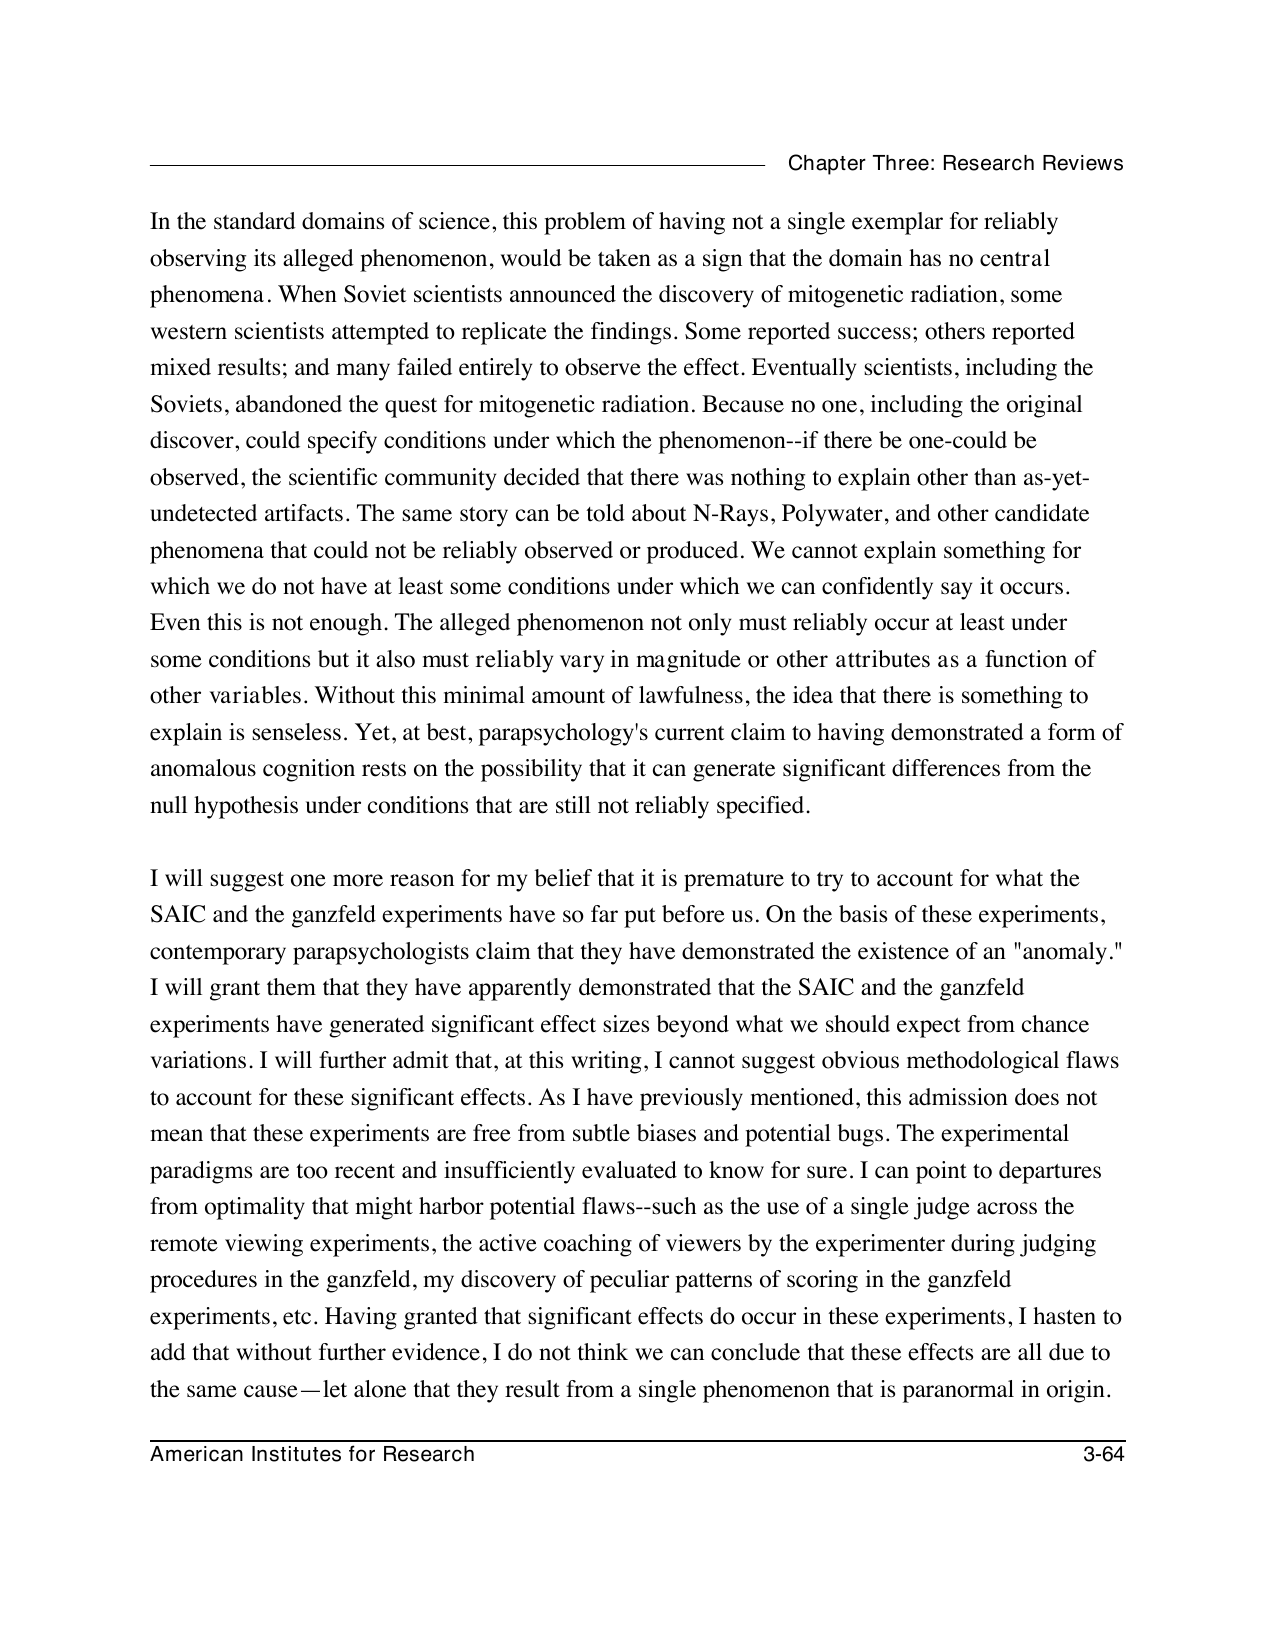 Chapter Three: Research Reviews
In the standard domains of science, this problem of having not a single exemplar for reliably
observing its alleged phenomenon, would be taken as a sign that the domain has no central
phenomena. When Soviet scientists announced the discovery of mitogenetic radiation, some
western scientists attempted to replicate the findings. Some reported success; others reported
mixed results; and many failed entirely to observe the effect. Eventually scientists, including the
Soviets, abandoned the quest for mitogenetic radiation. Because no one, including the original
discover, could specify conditions under which the phenomenon--if there be one-could be
observed, the scientific community decided that there was nothing to explain other than as-yet-
undetected artifacts. The same story can be told about N-Rays, Polywater, and other candidate
phenomena that could not be reliably observed or produced. We cannot explain something for
which we do not have at least some conditions under which we can confidently say it occurs.
Even this is not enough. The alleged phenomenon not only must reliably occur at least under
some conditions but it also must reliably vary in magnitude or other attributes as a function of
other variables. Without this minimal amount of lawfulness, the idea that there is something to
explain is senseless. Yet, at best, parapsychology's current claim to having demonstrated a form of
anomalous cognition rests on the possibility that it can generate significant differences from the
null hypothesis under conditions that are still not reliably specified.
I will suggest one more reason for my belief that it is premature to try to account for what the
SAIC and the ganzfeld experiments have so far put before us. On the basis of these experiments,
contemporary parapsychologists claim that they have demonstrated the existence of an "anomaly."
I will grant them that they have apparently demonstrated that the SAIC and the ganzfeld
experiments have generated significant effect sizes beyond what we should expect from chance
variations. I will further admit that, at this writing, I cannot suggest obvious methodological flaws
to account for these significant effects. As I have previously mentioned, this admission does not
mean that these experiments are free from subtle biases and potential bugs. The experimental
paradigms are too recent and insufficiently evaluated to know for sure. I can point to departures
from optimality that might harbor potential flaws--such as the use of a single judge across the
remote viewing experiments, the active coaching of viewers by the experimenter during judging
procedures in the ganzfeld, my discovery of peculiar patterns of scoring in the ganzfeld
experiments, etc. Having granted that significant effects do occur in these experiments, I hasten to
add that without further evidence, I do not think we can conclude that these effects are all due to
the same cause—let alone that they result from a single phenomenon that is paranormal in origin.
American Institutes for Research 3-64